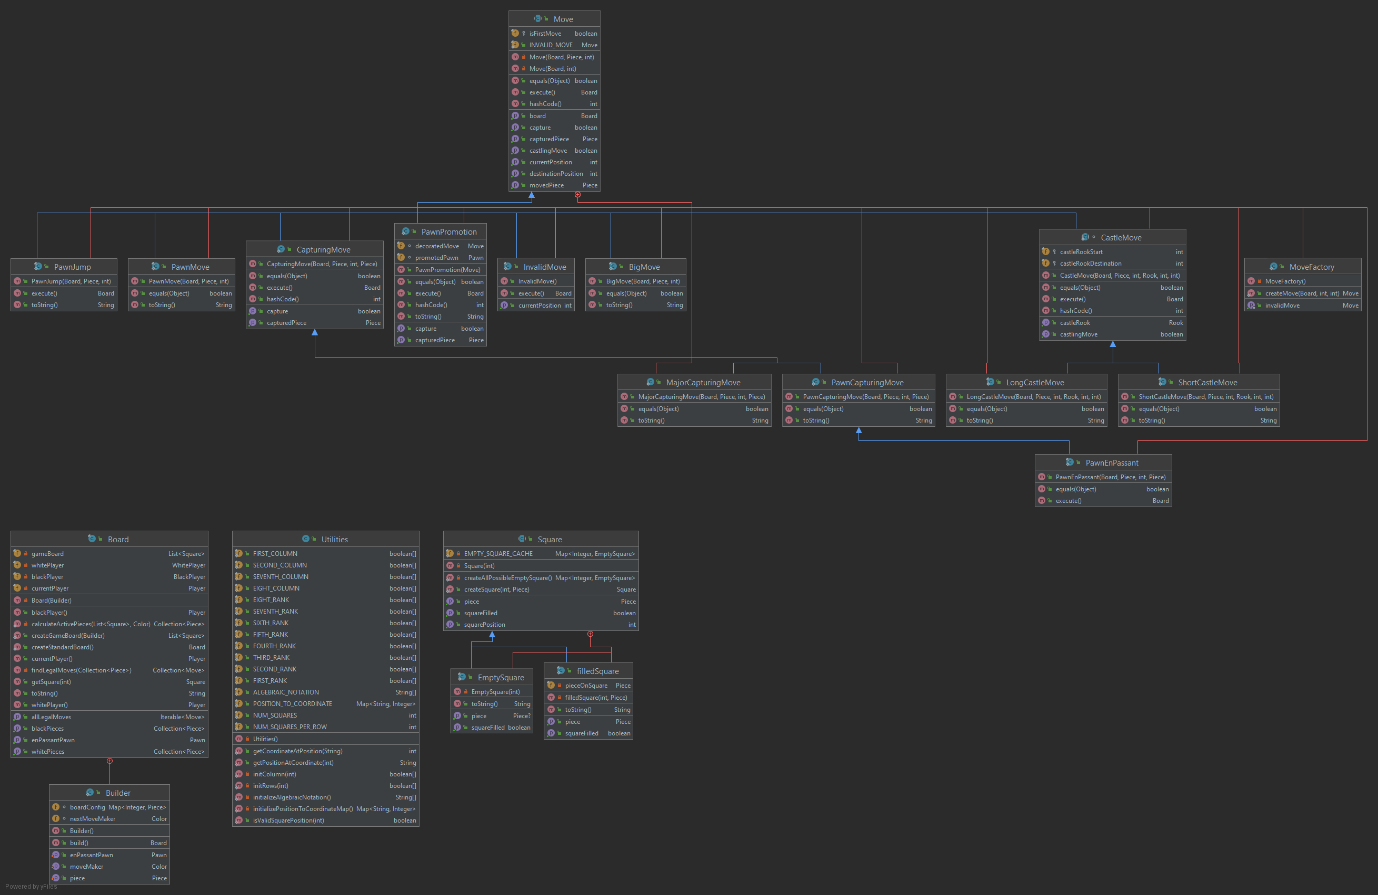 Move
isFirstMove boolean
INVALID_MOVE Move
Move(Board, Piece, int)
Move(Board, int)
equals(Object) boolean
execute() Board
hashCode() int
board Board
capture boolean
capturedPiece Piece
castlingMove boolean
currentPosition int
destinationPosition int
movedPiece Piece
PawnJump
PawnJump(Board, Piece, int)
execute() Board
toString() String
PawnMove
PawnMove(Board, Piece, int)
equals(Object) boolean
toString() String
CapturingMove
CapturingMove(Board, Piece, int, Piece)
equals(Object) boolean
execute() Board
hashCode() int
capture boolean
capturedPiece Piece
PawnPromotion
decoratedMove Move
promotedPawn Pawn
PawnPromotion(Move)
equals(Object) boolean
execute() Board
hashCode() int
toString() String
capture boolean
capturedPiece Piece
InvalidMove
InvalidMove()
execute() Board
currentPosition int
BigMove
BigMove(Board, Piece, int)
equals(Object) boolean
toString() String
CastleMove
castleRookStart int
castleRookDestination int
CastleMove(Board, Piece, int, Rook, int, int)
equals(Object) boolean
execute() Board
hashCode() int
castleRook Rook
castlingMove boolean
MoveFactory
MoveFactory()
createMove(Board, int, int) Move
invalidMove Move
MajorCapturingMove
MajorCapturingMove(Board, Piece, int, Piece)
equals(Object) boolean
toString() String
PawnCapturingMove
PawnCapturingMove(Board, Piece, int, Piece)
equals(Object) boolean
toString() String
LongCastleMove
LongCastleMove(Board, Piece, int, Rook, int, int)
equals(Object) boolean
toString() String
ShortCastleMove
ShortCastleMove(Board, Piece, int, Rook, int, int)
equals(Object) boolean
toString() String
PawnEnPassant
PawnEnPassant(Board, Piece, int, Piece)
equals(Object) boolean
execute() Board
Board
gameBoard List<Square>
whitePlayer WhitePlayer
blackPlayer BlackPlayer
currentPlayer Player
Board(Builder)
blackPlayer() Player
calculateActivePieces(List<Square>, Color) Collection<Piece>
createGameBoard(Builder) List<Square>
createStandardBoard() Board
currentPlayer() Player
findLegalMoves(Collection<Piece>) Collection<Move>
getSquare(int) Square
toString() String
whitePlayer() Player
allLegalMoves Iterable<Move>
blackPieces Collection<Piece>
enPassantPawn Pawn
whitePieces Collection<Piece>
Builder
boardConfig Map<Integer, Piece>
nextMoveMaker Color
Builder()
build() Board
enPassantPawn Pawn
moveMaker Color
piece Piece
Utilities
FIRST_COLUMN boolean[]
SECOND_COLUMN boolean[]
SEVENTH_COLUMN boolean[]
EIGHT_COLUMN boolean[]
EIGHT_RANK boolean[]
SEVENTH_RANK boolean[]
SIXTH_RANK boolean[]
FIFTH_RANK boolean[]
FOURTH_RANK boolean[]
THIRD_RANK boolean[]
SECOND_RANK boolean[]
FIRST_RANK boolean[]
ALGEBRAIK_NOTATION String[]
POSITION_TO_COORDINATE Map<String, Integer>
NUM_SQUARES int
NUM_SQUARES_PER_ROW int
Utilities()
getCoordinateAtPosition(String) int
getPositionAtCoordinate(int) String
initColumn(int) boolean[]
initRows(int) boolean[]
initializeAlgebraicNotation() String[]
initializePositionToCoordinateMap() Map<String, Integer>
isValidSquarePosition(int) boolean
Square
EMPTY_SQUARE_CACHE Map<Integer, EmptySquare>
Square(int)
createAllPossibleEmptySquare() Map<Integer, EmptySquare>
createSquare(int, Piece) Square
piece Piece
squareFilled boolean
squarePosition int
EmptySquare
EmptySquare(int)
toString() String
piece Piece?
squareFilled boolean
filledSquare
pieceOnSquare Piece
filledSquare(int, Piece)
toString() String
piece Piece
squareFilled boolean
Powered by yFiles